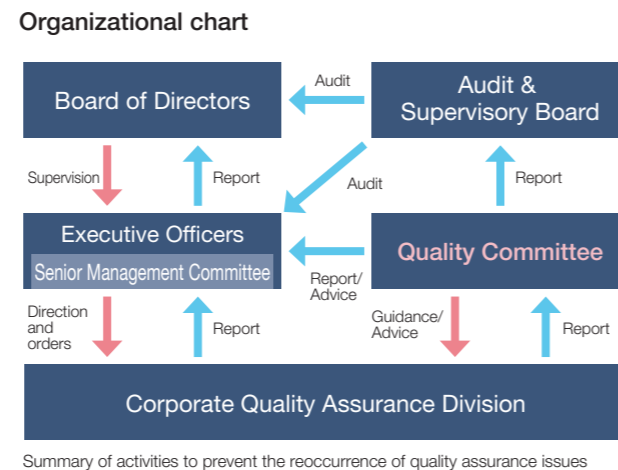 Organizational chart
Board of Directors
Audit
Audit &
Supervisory Board
Supervision
Report
Audit
Report
Executive Officers
Senior Management Committee
Report/
Advice
Quality Committee
Direction
and
orders
Report
Guidance/
Advice
Report
Corporate Quality Assurance Division
Summary of activities to prevent the reoccurrence of quality assurance issues